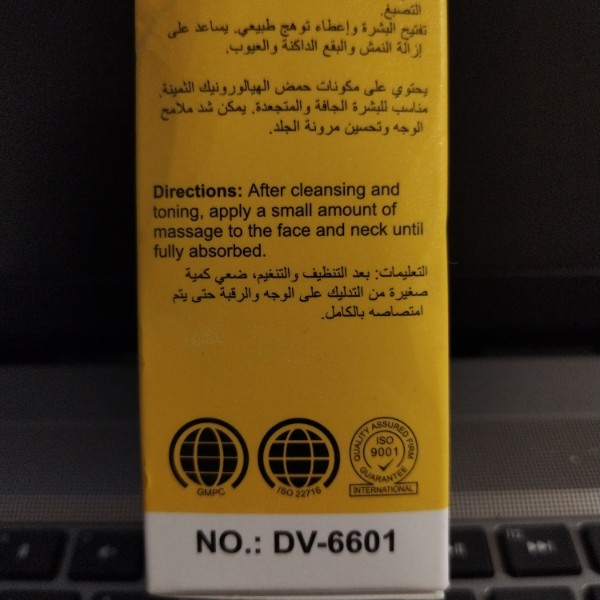 التصبغ.
تفتيح البشرة وإعطاء توهج طبيعي. يساعد على
إزالة النمش والبقع الداكنة والعيوب.
يحتوي على مكونات حمض الهيالورونيك الثمينة.
مناسب للبشرة الجافة والمتجعدة. يمكن شد ملامح
الوجه وتحسين مرونة الجلد.
Directions: After cleansing and
toning, apply a small amount of
massage to the face and neck until
fully absorbed.
التعليمات: بعد التنظيف والتنغيم، ضعي كمية
صغيرة من التدليك على الوجه والرقبة حتى يتم
امتصاصه بالكامل.
GMPC
ISO 22716
QUALITY ASSURED FIRM
ISO
9001
GUARANTEE
INTERNATIONAL
NO.: DV-6601